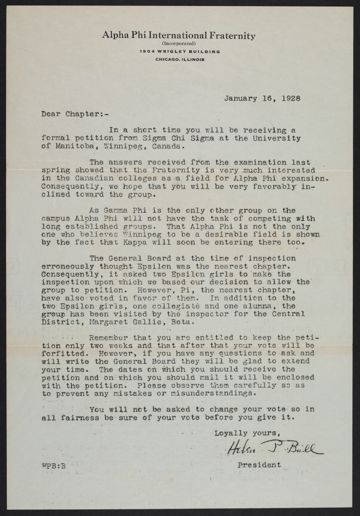 Alpha Phi International Fraternity
(Incorporated)
1904 WRIGLEY BUILDING
CHICAGO, ILLINOIS
January 16, 1928
Dear Chapter:-
In a short time you will be receiving a
formal petition from Sigma Chi Sigma at the University
of Manitoba, Winnipeg, Canada.
The answers received from the examination last
spring showed that the Fraternity is very much interested
in the Canadian colleges as a field for Alpha Phi expansion.
Consequently, we hope that you will be very favorably in-
clined toward the group.
As Gamma Phi is the only other group on the
campus Alpha Phi will not have the task of competing with
long established groups. That Alpha Phi is not the only
one who believes Winnipeg to be a desirable field is shown
by the fact that Kappa will soon be entering there too.
The General Board at the time of inspection
erroneously thought Epsilon was the nearest chapter.
Consequently, it asked two Epsilon girls to make the
inspection upon which we based our decision to allow the
group to petition. However, Pi, the nearest chapter,
have also voted in favor of them. In addition to the
two Epsilon girls, one collegiate and one alumna, the
group has been visited by the inspector for the Central
District, Margaret Gallie, Beta.
Remember that you are entitled to keep the peti-
tion only two weeks and that after that your vote will be
forfitted. However, if you have any questions to ask and
will write the General Board they will be glad to extend
your time. The dates on which you should receive the
petition and on which you should mail it will be enclosed
with the petition. Please observe them carefully so as
to prevent any mistakes or misunderstandings.
You will not be asked to change your vote so in
all fairness be sure of your vote before you give it.
Loyally yours,
Helen P. Bull
HPB:B President